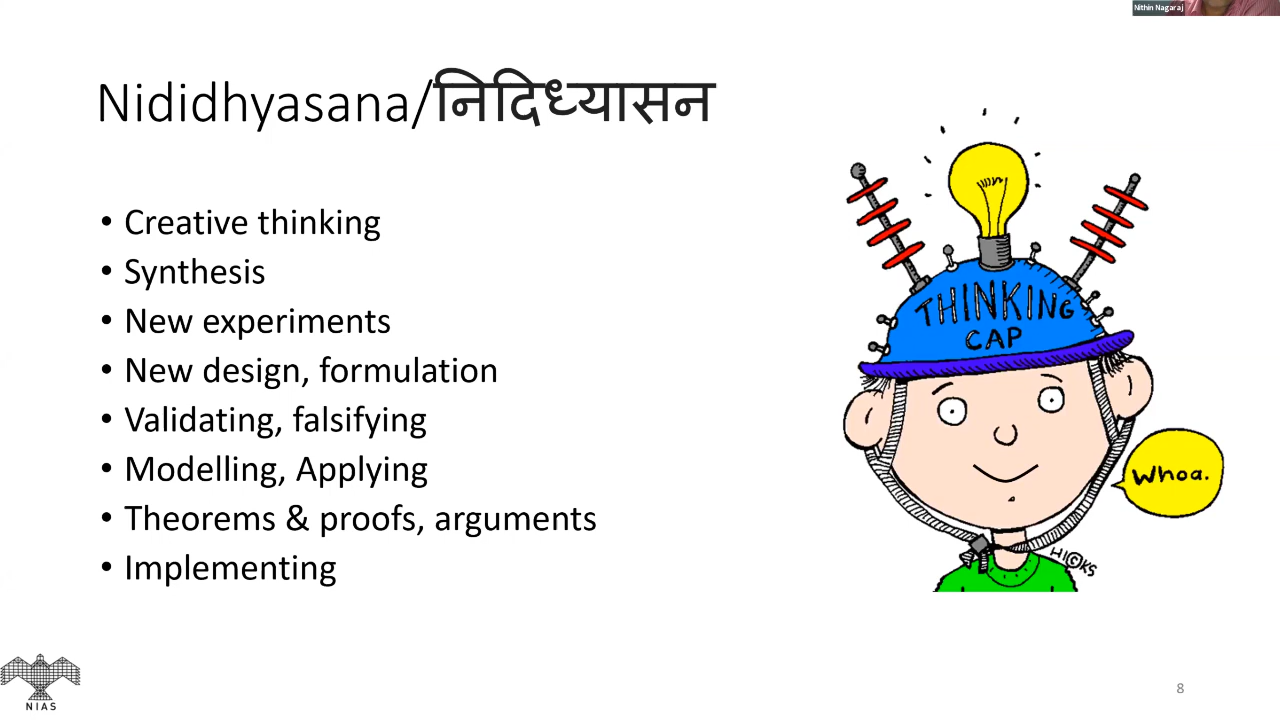 Nithin Nagaraj
Nididhyasana/निदिध्यासन
• Creative thinking
• Synthesis
• New experiments
• New design, formulation
• Validating, falsifying
• Modelling, Applying
• Theorems & proofs, arguments
• Implementing
THINKING
CAP
Whoa.
HICKS
NIAS
8